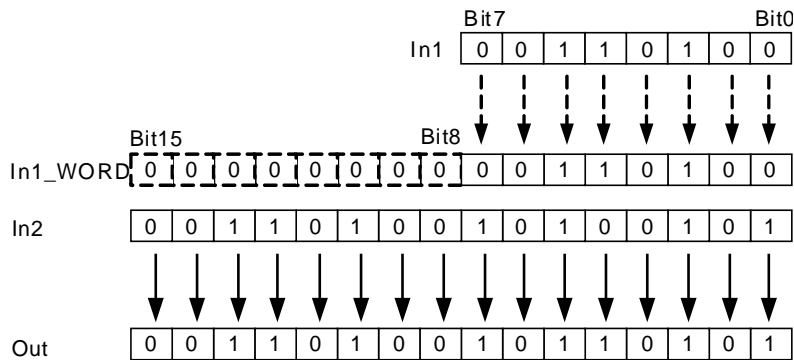 Bit7 Bit0
In1 0 0 1 1 0 1 0 0
Bit15 Bit8
In1_WORD 0 0 0 0 0 0 0 0 0 0 1 1 0 1 0 0
In2 0 0 1 1 0 1 0 0 1 0 1 0 0 1 0 1
Out 0 0 1 1 0 1 0 0 1 0 1 1 0 1 0 1